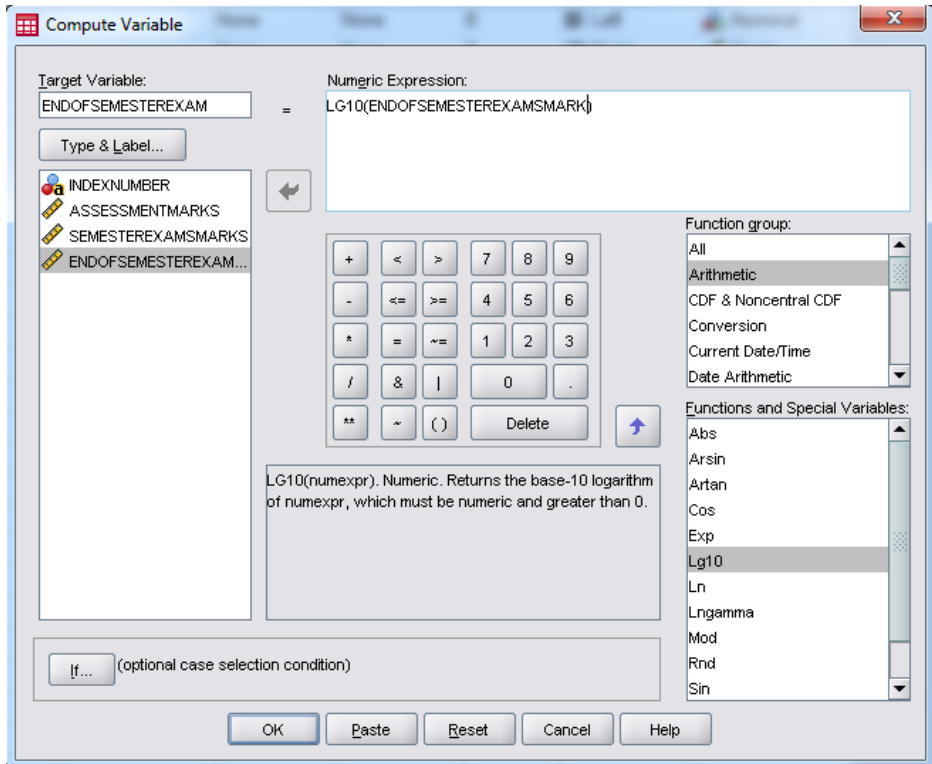 Compute Variable
Target Variable:
ENDOFSEMESTEREXAM
=
Numeric Expression:
LG10(ENDOFSEMESTEREXAMSMARK)
Type & Label...
INDEXNUMBER
ASSESSMENTMARKS
SEMESTEREXAMSMARKS
ENDOFSEMESTEREXAM...
+ < > 7 8 9
- <= >= 4 5 6
* = ~= 1 2 3
/ & | 0 .
** ~ ( ) Delete
Function group:
All
Arithmetic
CDF & Noncentral CDF
Conversion
Current Date/Time
Date Arithmetic
LG10(numexpr). Numeric. Returns the base-10 logarithm
of numexpr, which must be numeric and greater than 0.
Functions and Special Variables:
Abs
Arsin
Artan
Cos
Exp
Lg10
Ln
Lngamma
Mod
Rnd
Sin
If... (optional case selection condition)
OK Paste Reset Cancel Help